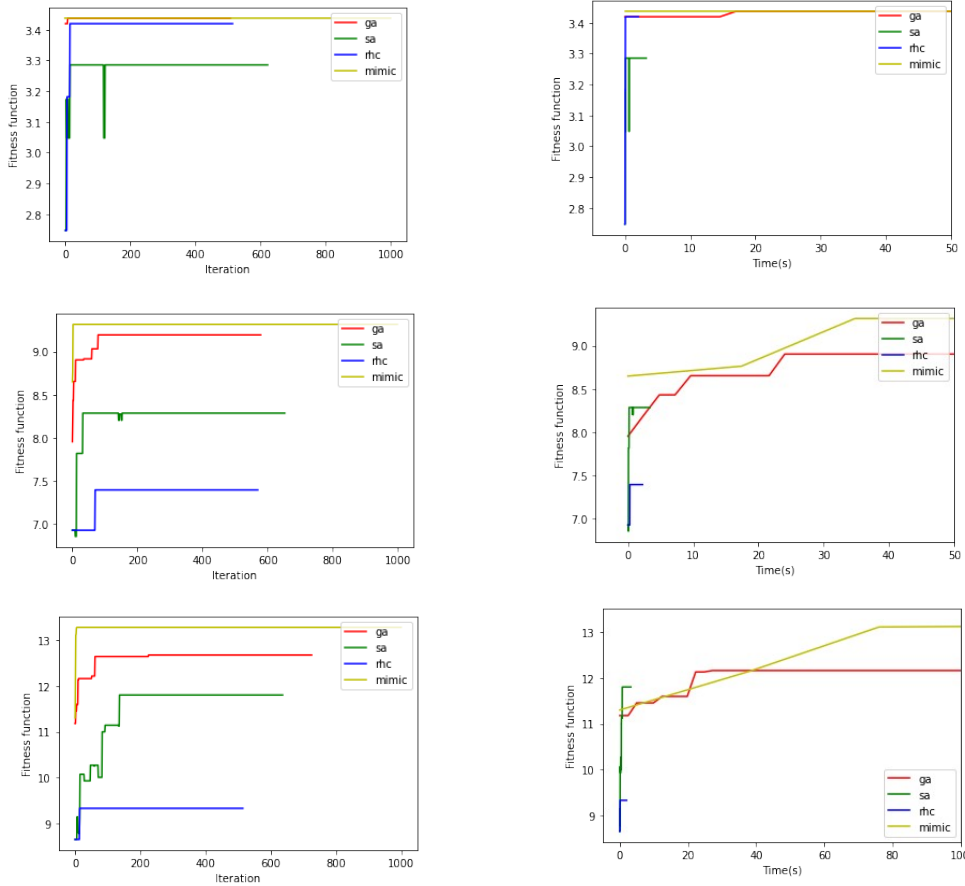 3.4
3.3
3.2
3.1
3.0
2.9
2.8
Fitness function
0 200 400 600 800 1000
Iteration
ga
sa
rhc
mimic
3.4
3.3
3.2
3.1
3.0
2.9
2.8
Fitness function
0 10 20 30 40 50
Time(s)
ga
sa
rhc
mimic
9.0
8.5
8.0
7.5
7.0
Fitness function
0 200 400 600 800 1000
Iteration
ga
sa
rhc
mimic
9.0
8.5
8.0
7.5
7.0
Fitness function
0 10 20 30 40 50
Time(s)
ga
sa
rhc
mimic
13
12
11
10
9
Fitness function
0 200 400 600 800 1000
Iteration
ga
sa
rhc
mimic
13
12
11
10
9
Fitness function
0 20 40 60 80 100
Time(s)
ga
sa
rhc
mimic